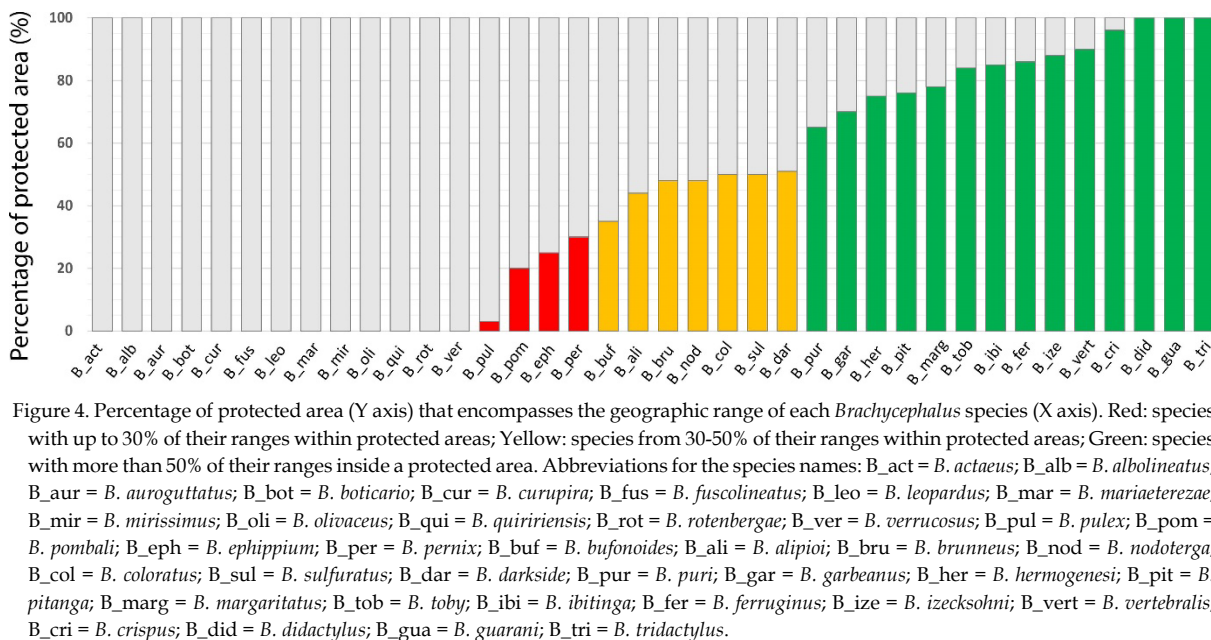 Percentage of protected area (%)
100
80
60
40
20
0
B_act B_alb B_aur B_bot B_cur B_fus B_leo B_mar B_mir B_oli B_qui B_rot B_ver B_pul B_pom B_eph B_per B_buf B_ali B_bru B_nod B_col B_sul B_dar B_pur B_gar B_her B_pit B_marg B_tob B_ibi B_fer B_ize B_vert B_cri B_did B_gua B_tri
Figure 4. Percentage of protected area (Y axis) that encompasses the geographic range of each Brachycephalus species (X axis). Red: species
with up to 30% of their ranges within protected areas; Yellow: species from 30-50% of their ranges within protected areas; Green: species
with more than 50% of their ranges inside a protected area. Abbreviations for the species names: B_act = B. actaeus; B_alb = B. albolineatus;
B_aur = B. auroguttatus; B_bot = B. boticario; B_cur = B. curupira; B_fus = B. fuscolineatus; B_leo = B. leopardus; B_mar = B. mariaeterezae;
B_mir = B. mirissimus; B_oli = B. olivaceus; B_qui = B. quiririensis; B_rot = B. rotenbergae; B_ver = B. verrucosus; B_pul = B. pulex; B_pom =
B. pombali; B_eph = B. ephippium; B_per = B. pernix; B_buf = B. bufonoides; B_ali = B. alipioi; B_bru = B. brunneus; B_nod = B. nodoterga;
B_col = B. coloratus; B_sul = B. sulfuratus; B_dar = B. darkside; B_pur = B. puri; B_gar = B. garbeanus; B_her = B. hermogenesi; B_pit = B.
pitanga; B_marg = B. margaritatus; B_tob = B. toby; B_ibi = B. ibitinga; B_fer = B. ferruginus; B_ize = B. izecksohni; B_vert = B. vertebralis;
B_cri = B. crispus; B_did = B. didactylus; B_gua = B. guarani; B_tri = B. tridactylus.